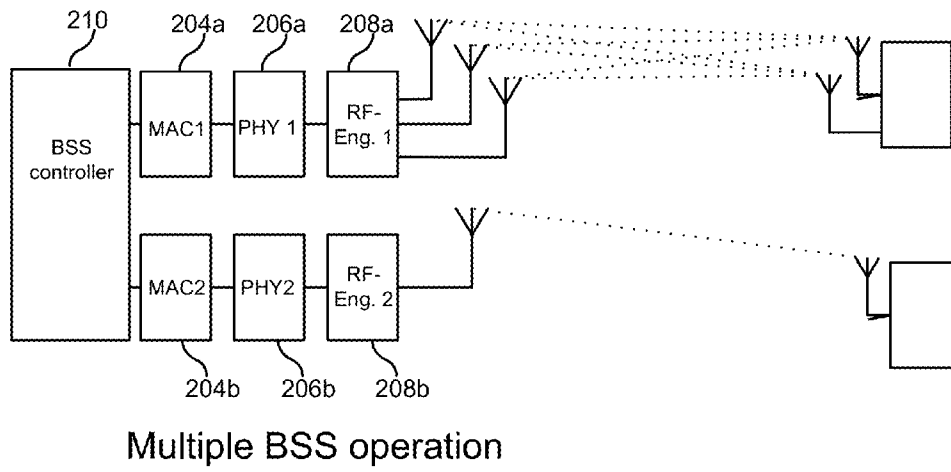 210
204a
206a
208a
BSS
controller
MAC1
PHY 1
RF-
Eng. 1
MAC2
PHY2
RF-
Eng. 2
204b
206b
208b
Multiple BSS operation